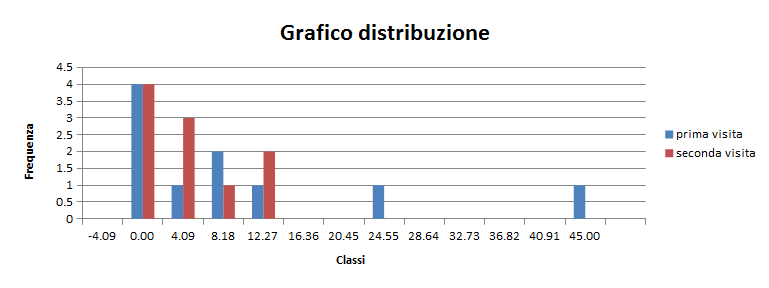 Grafico distribuzione
4.5
4
3.5
3
2.5
2
1.5
1
0.5
0
Frequenza
-4.09 0.00 4.09 8.18 12.27 16.36 20.45 24.55 28.64 32.73 36.82 40.91 45.00
Classi
prima visita
seconda visita